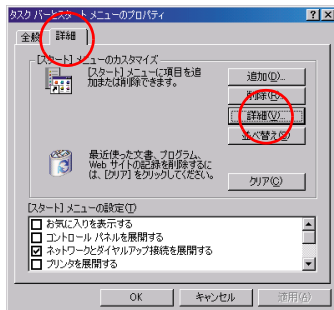 タスク バーとスタート メニューのプロパティ
全般
詳細
[スタート] メニューのカスタマイズ
[スタート] メニューに項目を追
加または削除できます。
追加(D)...
削除(R)...
詳細(V)...
並べ替え(S)
最近使った文書、プログラム、
Web サイトの記録を削除するに
は、[クリア] をクリックしてください。
クリア(C)
[スタート] メニューの設定(T)
お気に入りを表示する
コントロール パネルを展開する
ネットワークとダイヤルアップ接続を展開する
プリンタを展開する
OK
キャンセル
適用(A)